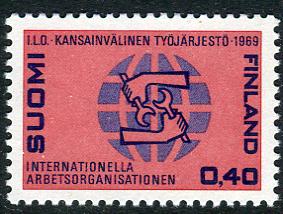 I.L.O.-KANSAINVÄLINEN TYÖJÄRJESTÖ-1969
SUOMI
FINLAND
INTERNATIONELLA
ARBETSORGANISATIONEN
0,40